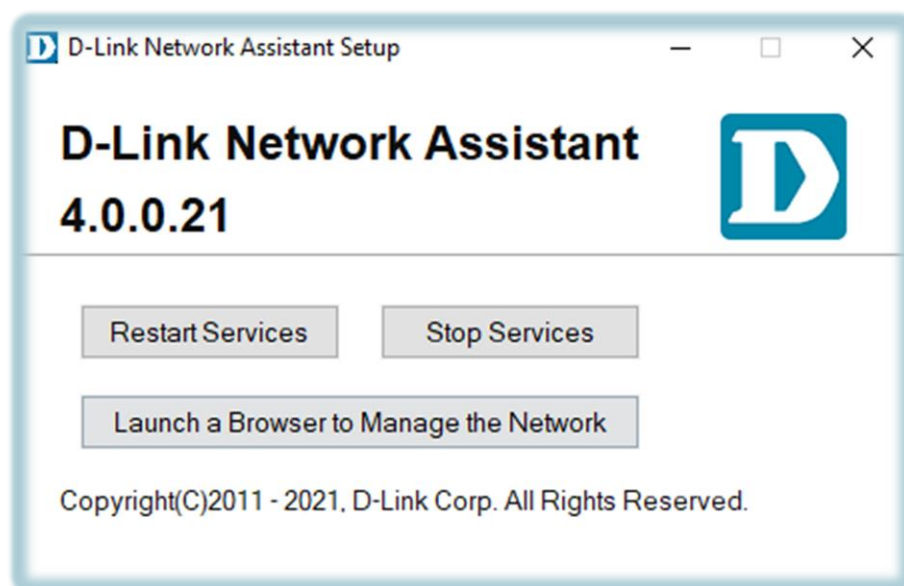 D-Link Network Assistant Setup
D-Link Network Assistant
4.0.0.21
Restart Services
Stop Services
Launch a Browser to Manage the Network
Copyright(C)2011 - 2021, D-Link Corp. All Rights Reserved.